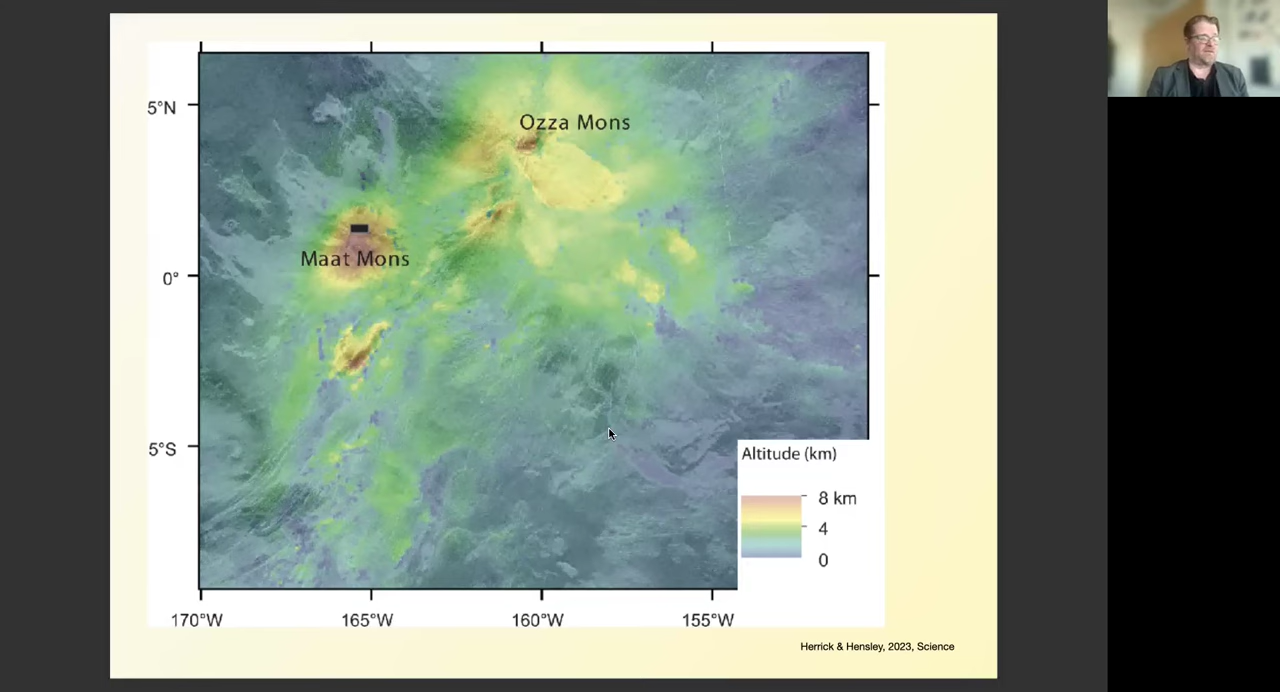 5°N
Ozza Mons
Maat Mons
0°
5°S
Altitude (km)
8 km
4
0
170°W
165°W
160°W
155°W
Herrick & Hensley, 2023, Science